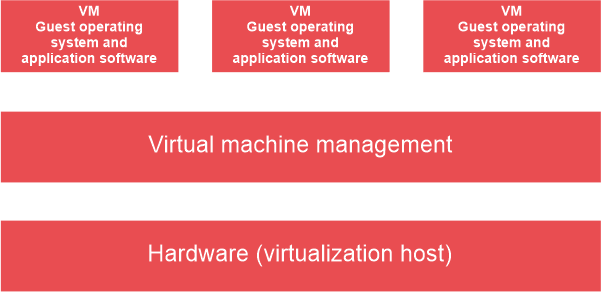 VM
Guest operating
system and
application software
VM
Guest operating
system and
application software
VM
Guest operating
system and
application software
Virtual machine management
Hardware (virtualization host)